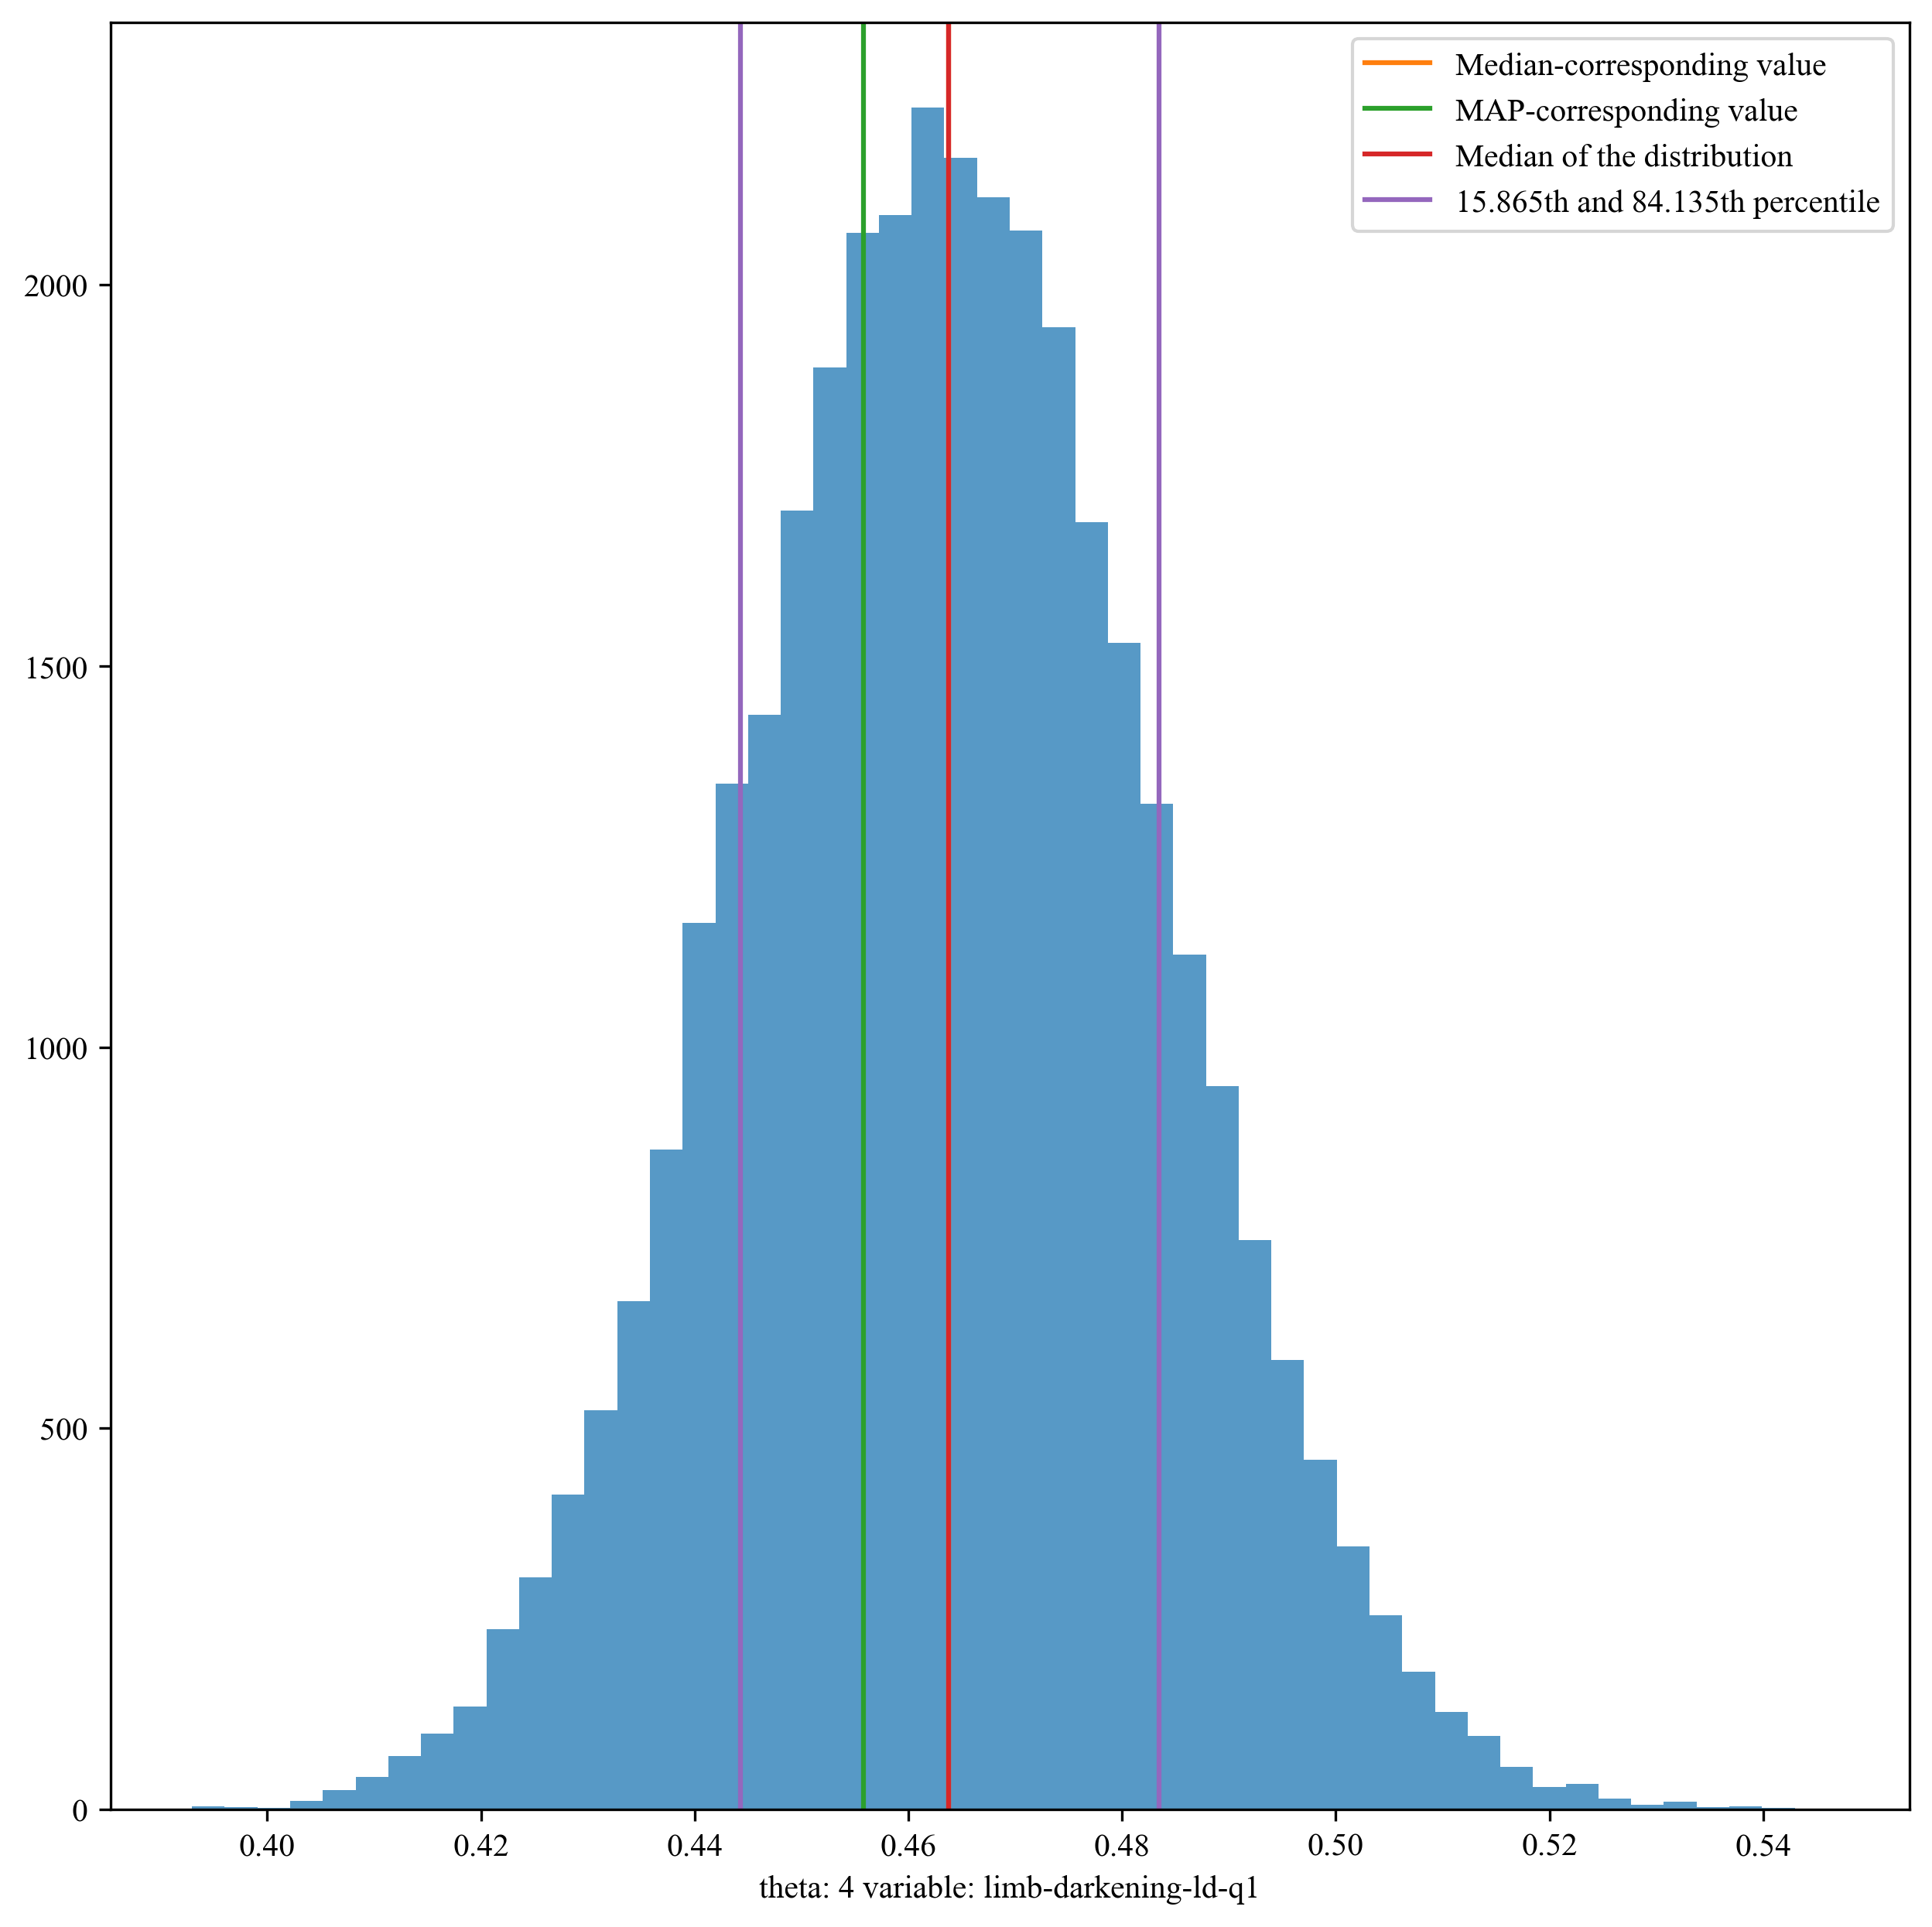 Median-corresponding value
MAP-corresponding value
Median of the distribution
15.865th and 84.135th percentile
2000
1500
1000
500
0
0.40 0.42 0.44 0.46 0.48 0.50 0.52 0.54
theta: 4 variable: limb-darkening-ld-q1